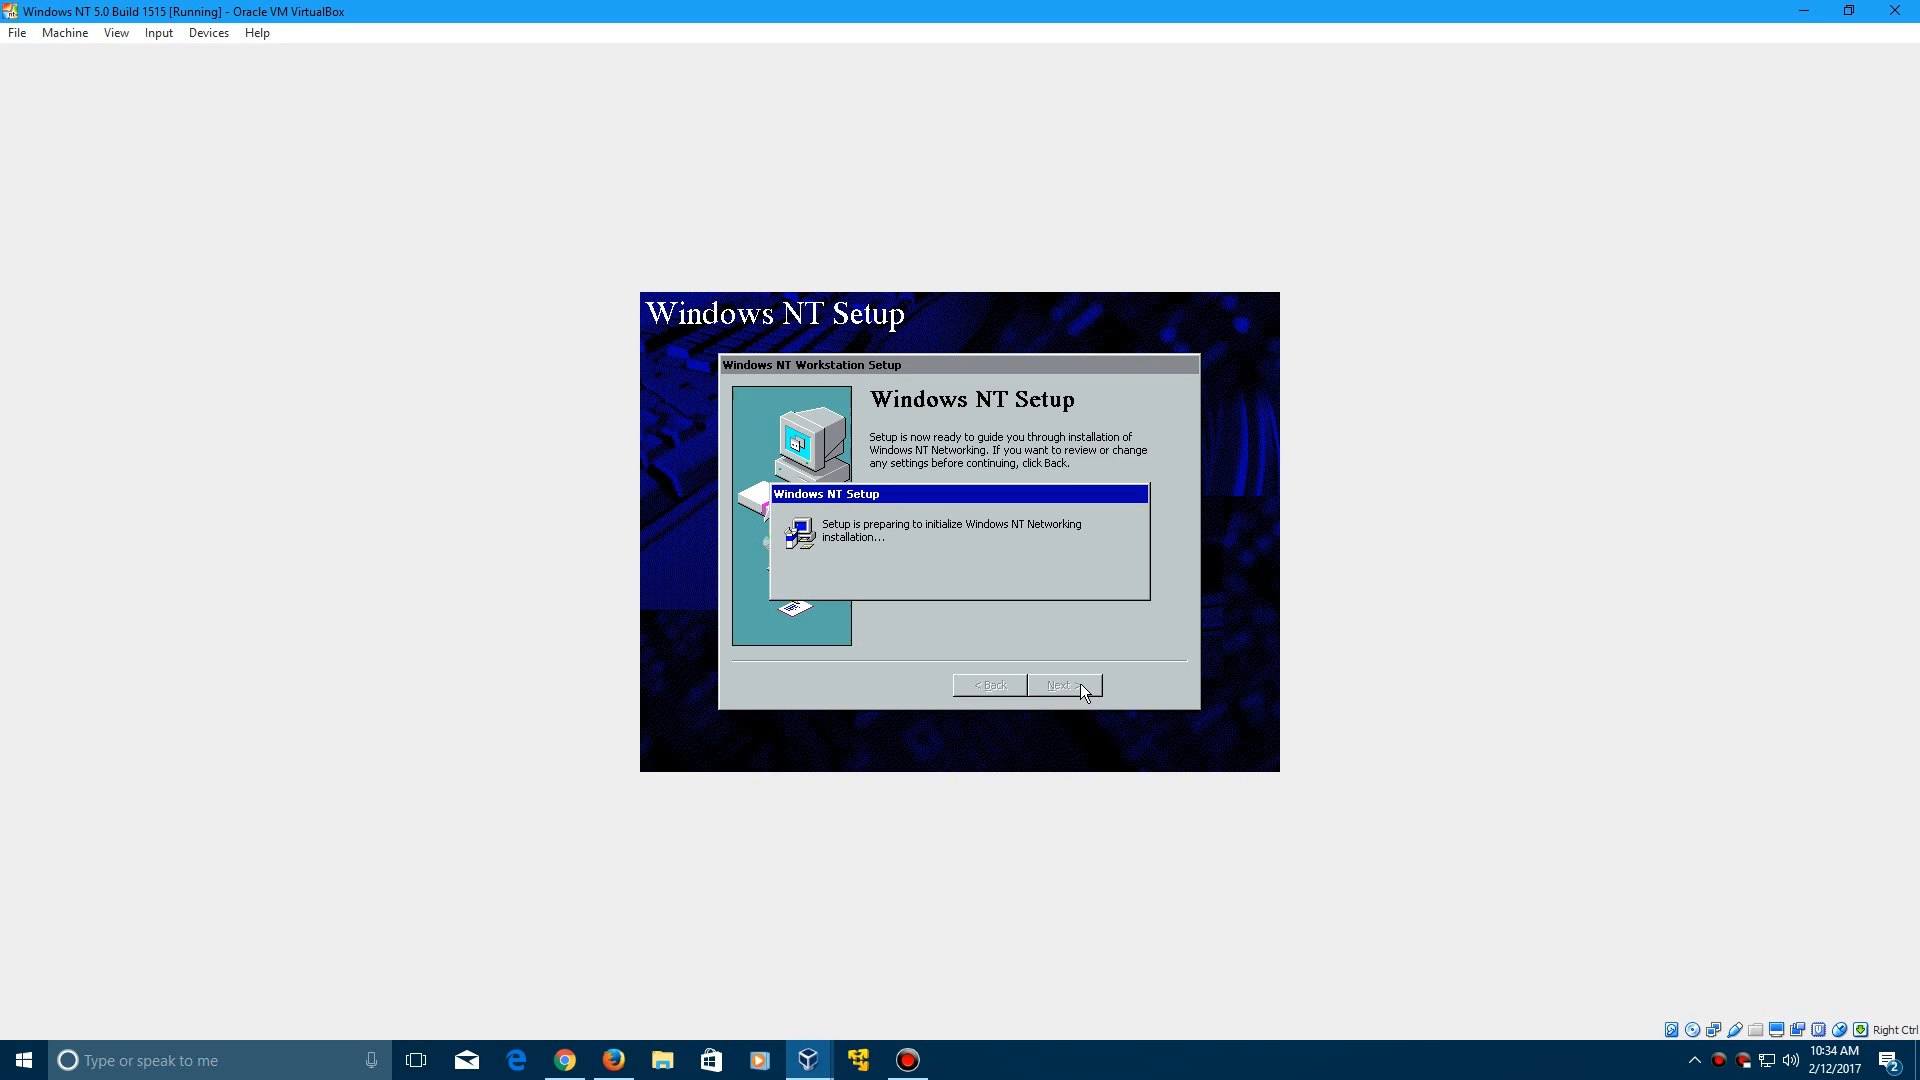 Windows NT 5.0 Build 1515 [Running] - Oracle VM VirtualBox
File Machine View Input Devices Help
Windows NT Setup
Windows NT Workstation Setup
Windows NT Setup
Setup is now ready to guide you through installation of
Windows NT Networking. If you want to review or change
any settings before continuing, click Back.
Windows NT Setup
Setup is preparing to initialize Windows NT Networking
installation...
< Back Next >
Right Ctrl
Type or speak to me
10:34 AM
2/12/2017
2